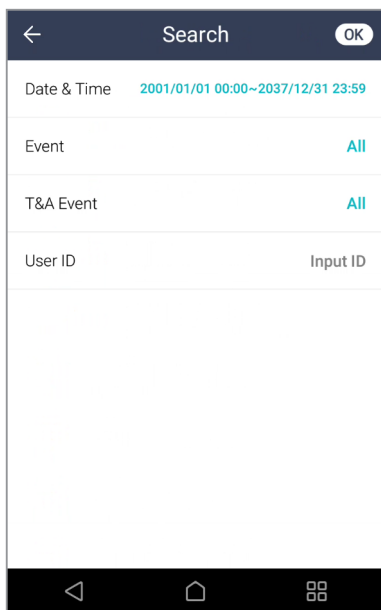 Search OK
Date & Time 2001/01/01 00:00~2037/12/31 23:59
Event All
T&A Event All
User ID Input ID